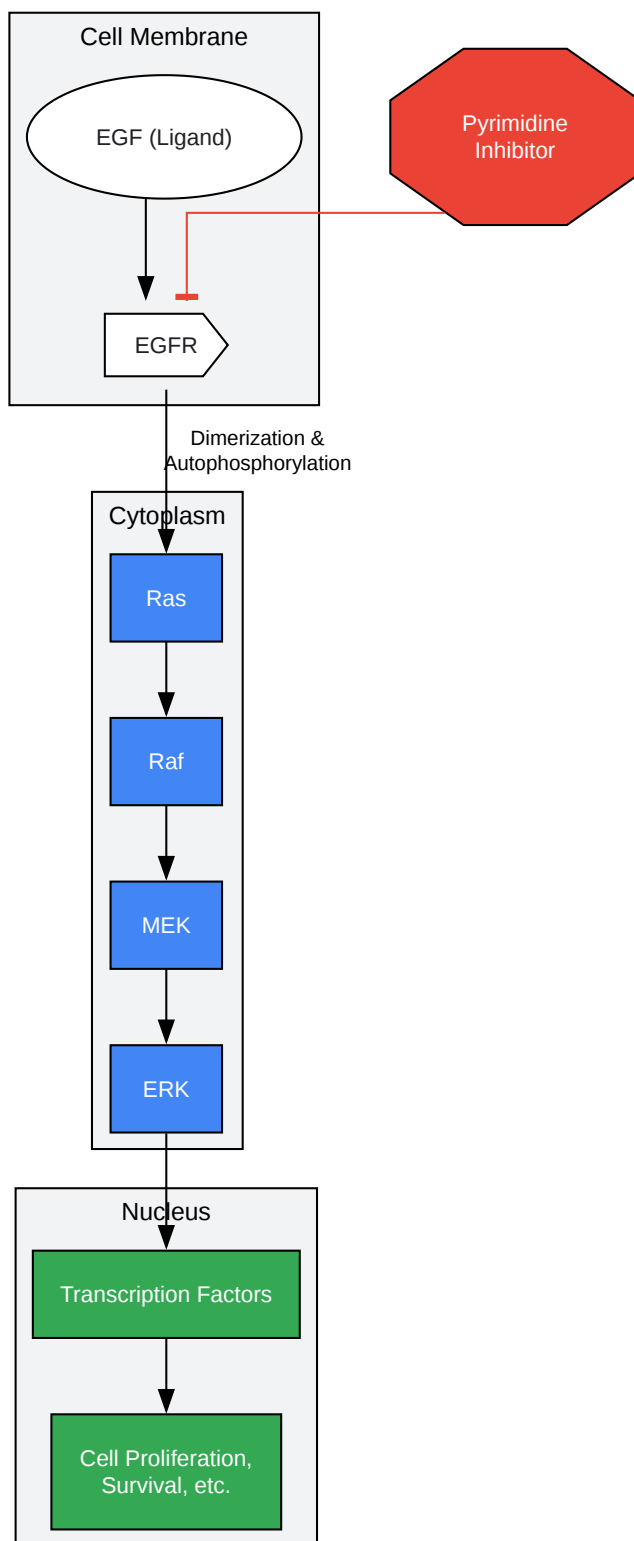 Cell Membrane
EGF (Ligand)
Pyrimidine
Inhibitor
EGFR
Dimerization &
Autophosphorylation
Cytoplasm
Ras
Raf
MEK
ERK
Nucleus
Transcription Factors
Cell Proliferation,
Survival, etc.